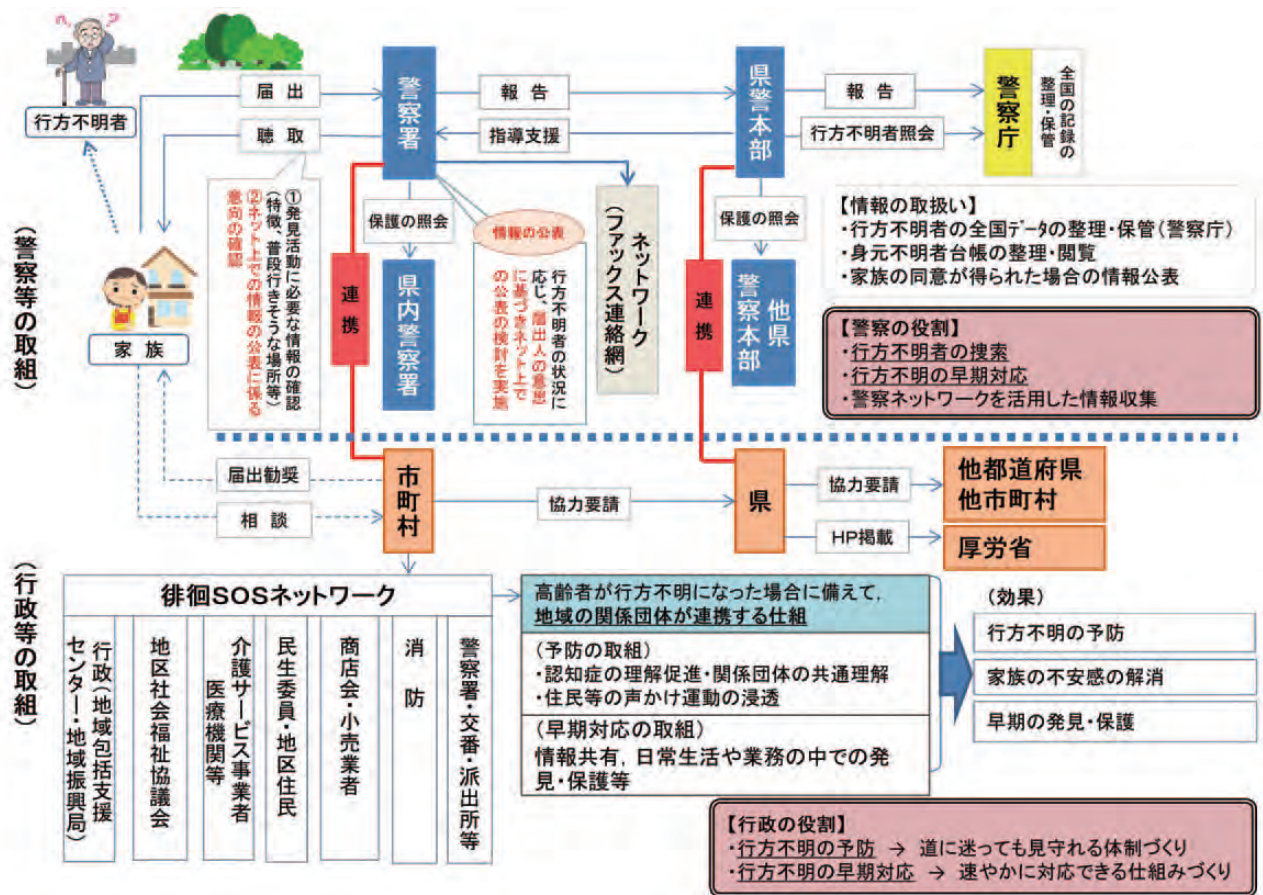 行方不明者
届出
聴取
警察署
報告
指導支援
県警本部
報告
行方不明者照会
警察庁
全国の記録の
整理・保管
(警察等の取組)
家族
①発見活動に必要な情報の確認
(特徴、普段行きそうな場所等)
②ネット上での情報の公表に係る
意向の確認
連携
保護の照会
県内警察署
情報の公表
行方不明者の状況に
応じ、届出人の意思
に基づきネット上で
の公表の検討を実施
ネットワーク
(ファックス連絡網)
連携
保護の照会
他県
警察本部
【情報の取扱い】
・行方不明者の全国データの整理・保管(警察庁)
・身元不明者台帳の整理・閲覧
・家族の同意が得られた場合の情報公表
【警察の役割】
・行方不明者の捜索
・行方不明の早期対応
・警察ネットワークを活用した情報収集
(行政等の取組)
届出勧奨
相談
市町村
協力要請
県
協力要請
他都道府県
他市町村
HP掲載
厚労省
徘徊SOSネットワーク
行政(地域包括支援
センター・地域振興局)
地区社会福祉協議会
介護サービス事業者
医療機関等
民生委員・地区住民
商店会・小売業者
消防
警察署・交番・派出所等
高齢者が行方不明になった場合に備えて,
地域の関係団体が連携する仕組
(予防の取組)
・認知症の理解促進・関係団体の共通理解
・住民等の声かけ運動の浸透
(早期対応の取組)
情報共有,日常生活や業務の中での発
見・保護等
(効果)
行方不明の予防
家族の不安感の解消
早期の発見・保護
【行政の役割】
・行方不明の予防 → 道に迷っても見守れる体制づくり
・行方不明の早期対応 → 速やかに対応できる仕組みづくり